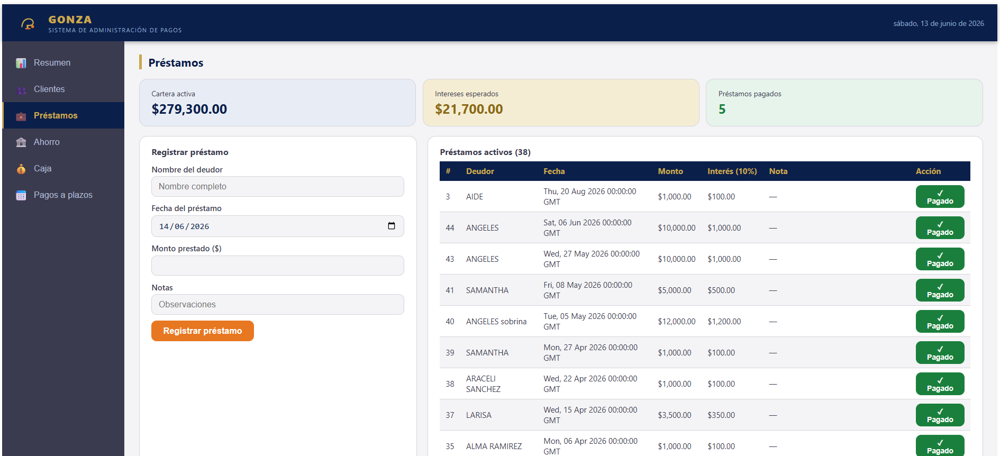 GONZA
SISTEMA DE ADMINISTRACIÓN DE PAGOS
sábado, 13 de junio de 2026
Resumen
Clientes
Préstamos
Ahorro
Caja
Pagos a plazos
Préstamos
Cartera activa
$279,300.00
Intereses esperados
$21,700.00
Préstamos pagados
5
Registrar préstamo
Nombre del deudor
Nombre completo
Fecha del préstamo
14/06/2026
Monto prestado ($)
Notas
Observaciones
Registrar préstamo
Préstamos activos (38)
# Deudor Fecha Monto Interés (10%) Nota Acción
3 AIDE Thu, 20 Aug 2026 00:00:00 GMT $1,000.00 $100.00 — ✓ Pagado
44 ANGELES Sat, 06 Jun 2026 00:00:00 GMT $10,000.00 $1,000.00 — ✓ Pagado
43 ANGELES Wed, 27 May 2026 00:00:00 GMT $10,000.00 $1,000.00 — ✓ Pagado
41 SAMANTHA Fri, 08 May 2026 00:00:00 GMT $5,000.00 $500.00 — ✓ Pagado
40 ANGELES sobrina Tue, 05 May 2026 00:00:00 GMT $12,000.00 $1,200.00 — ✓ Pagado
39 SAMANTHA Mon, 27 Apr 2026 00:00:00 GMT $1,000.00 $100.00 — ✓ Pagado
38 ARACELI SANCHEZ Wed, 22 Apr 2026 00:00:00 GMT $1,000.00 $100.00 — ✓ Pagado
37 LARISA Wed, 15 Apr 2026 00:00:00 GMT $3,500.00 $350.00 — ✓ Pagado
35 ALMA RAMIREZ Mon, 06 Apr 2026 00:00:00 GMT $1,000.00 $100.00 — ✓ Pagado